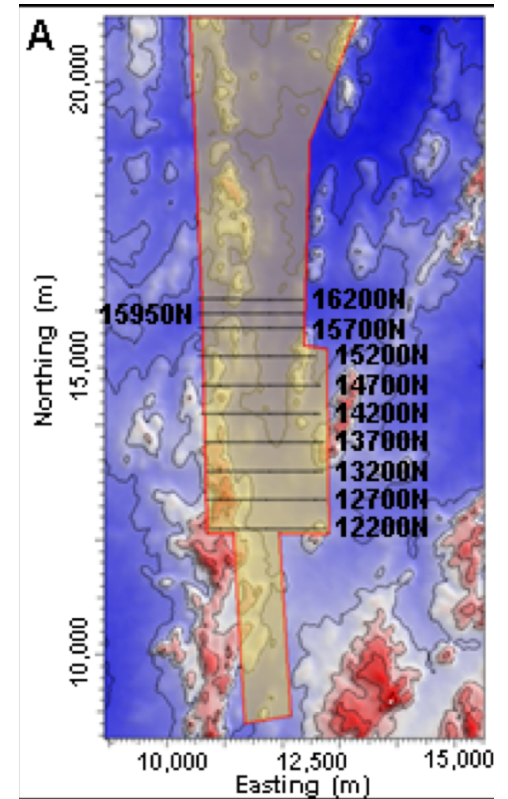 A
20,000
16200N
15950N
15700N
15,000
15200N
14700N
14200N
13700N
13200N
12700N
12200N
10,000
Northing (m)
10,000 12,500 15,000
Easting (m)